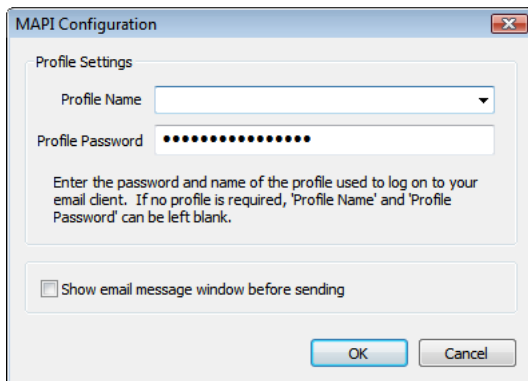 MAPI Configuration
Profile Settings
Profile Name
Profile Password ●●●●●●●●●●●●●●●●
Enter the password and name of the profile used to log on to your
email client.  If no profile is required, 'Profile Name' and 'Profile
Password' can be left blank.
Show email message window before sending
OK Cancel